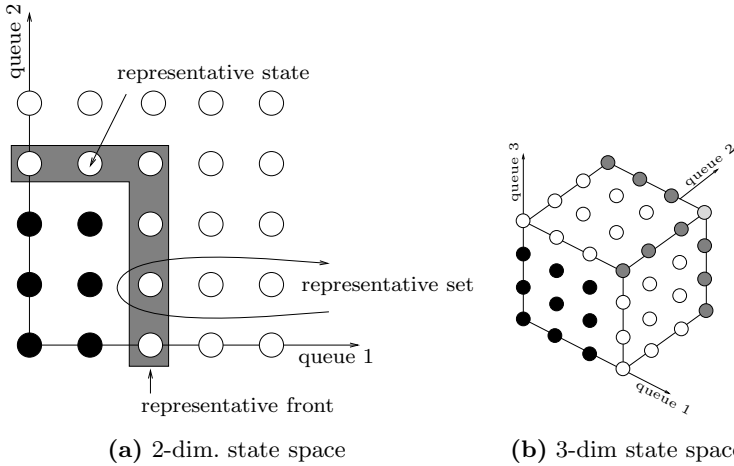 queue 2
representative state
representative set
queue 1
representative front
(a) 2-dim. state space
queue 3
queue 2
queue 1
(b) 3-dim state space